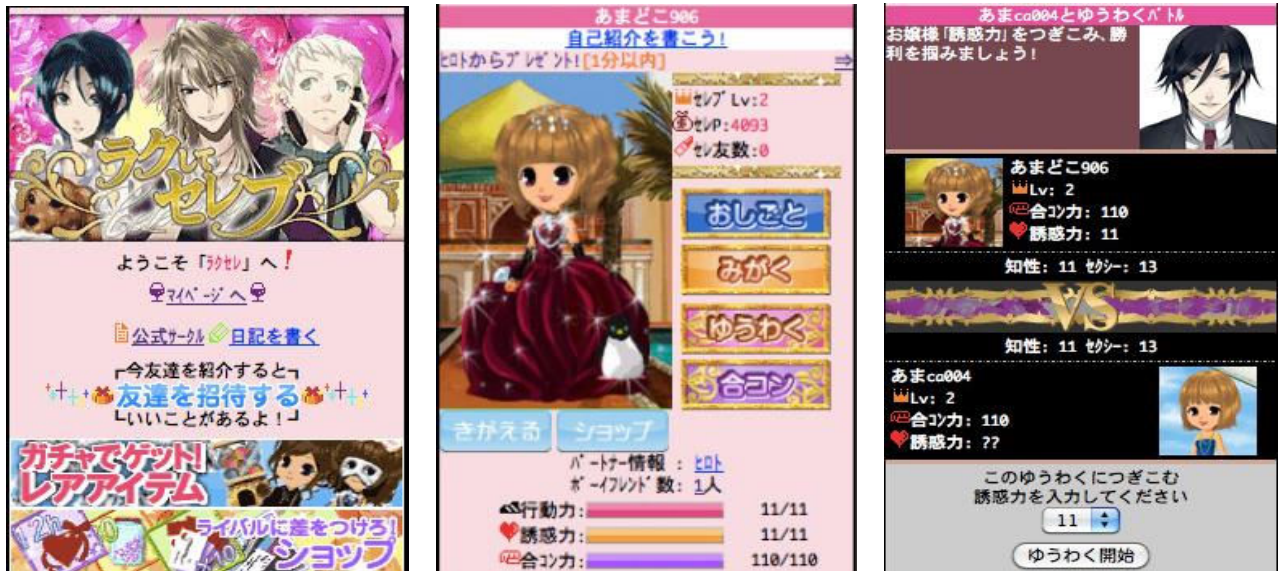 ラクして
セレブ
ようこそ「ﾗｸｾﾚ」へ!
ﾏｲﾍﾟｰｼﾞへ
公式ｻｰｸﾙ 日記を書く
┏今友達を紹介すると┓
友達を招待する
┗いいことがあるよ!┛
ガチャでゲット!
レアアイテム
ライバルに差をつけろ!
ショップ
あまどこ906
自己紹介を書こう!
ﾋﾛﾄからﾌﾟﾚｾﾞﾝﾄ![1分以内] ⇒
ｾﾚﾌﾞ Lv:2
ｾﾚP:4093
ｾﾚ友数:0
おしごと
みがく
ゆうわく
合コン
きがえる ショップ
ﾊﾟｰﾄﾅｰ情報 : ﾋﾛﾄ
ﾎﾞｰｲﾌﾚﾝﾄﾞ数: 1人
行動力: 11/11
誘惑力: 11/11
合ｺﾝ力: 110/110
あまca004とゆうわくﾊﾞﾄﾙ
お嬢様｢誘惑力｣をつぎこみ､勝
利を掴みましょう!
あまどこ906
Lv: 2
合ｺﾝ力: 110
誘惑力: 11
知性: 11 ｾｸｼｰ: 13
VS
知性: 11 ｾｸｼｰ: 13
あまca004
Lv: 2
合ｺﾝ力: 110
誘惑力: ??
このゆうわくにつぎこむ
誘惑力を入力してください
11
ゆうわく開始